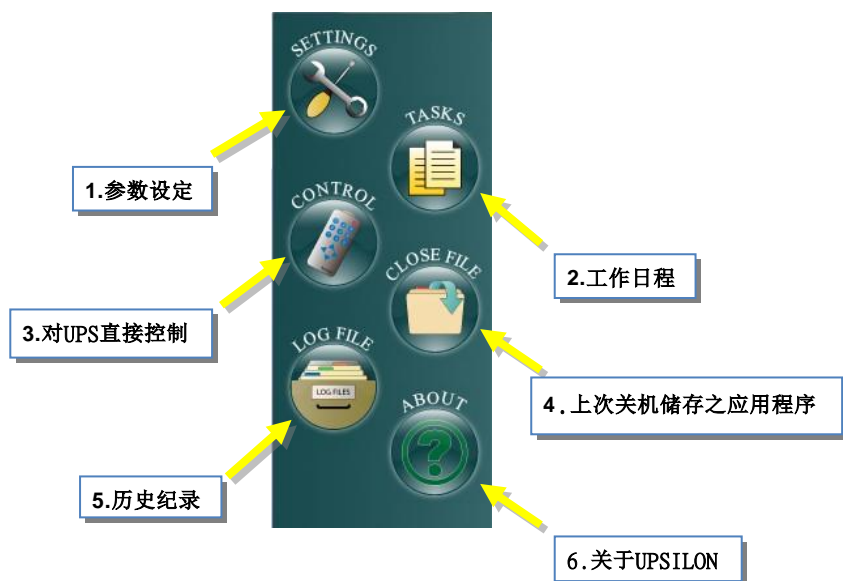 SETTINGS
TASKS
1.参数设定
CONTROL
2.工作日程
CLOSE FILE
3.对UPS直接控制
LOG FILE
LOG FILES
4.上次关机储存之应用程序
ABOUT
5.历史纪录
6.关于UPSILON